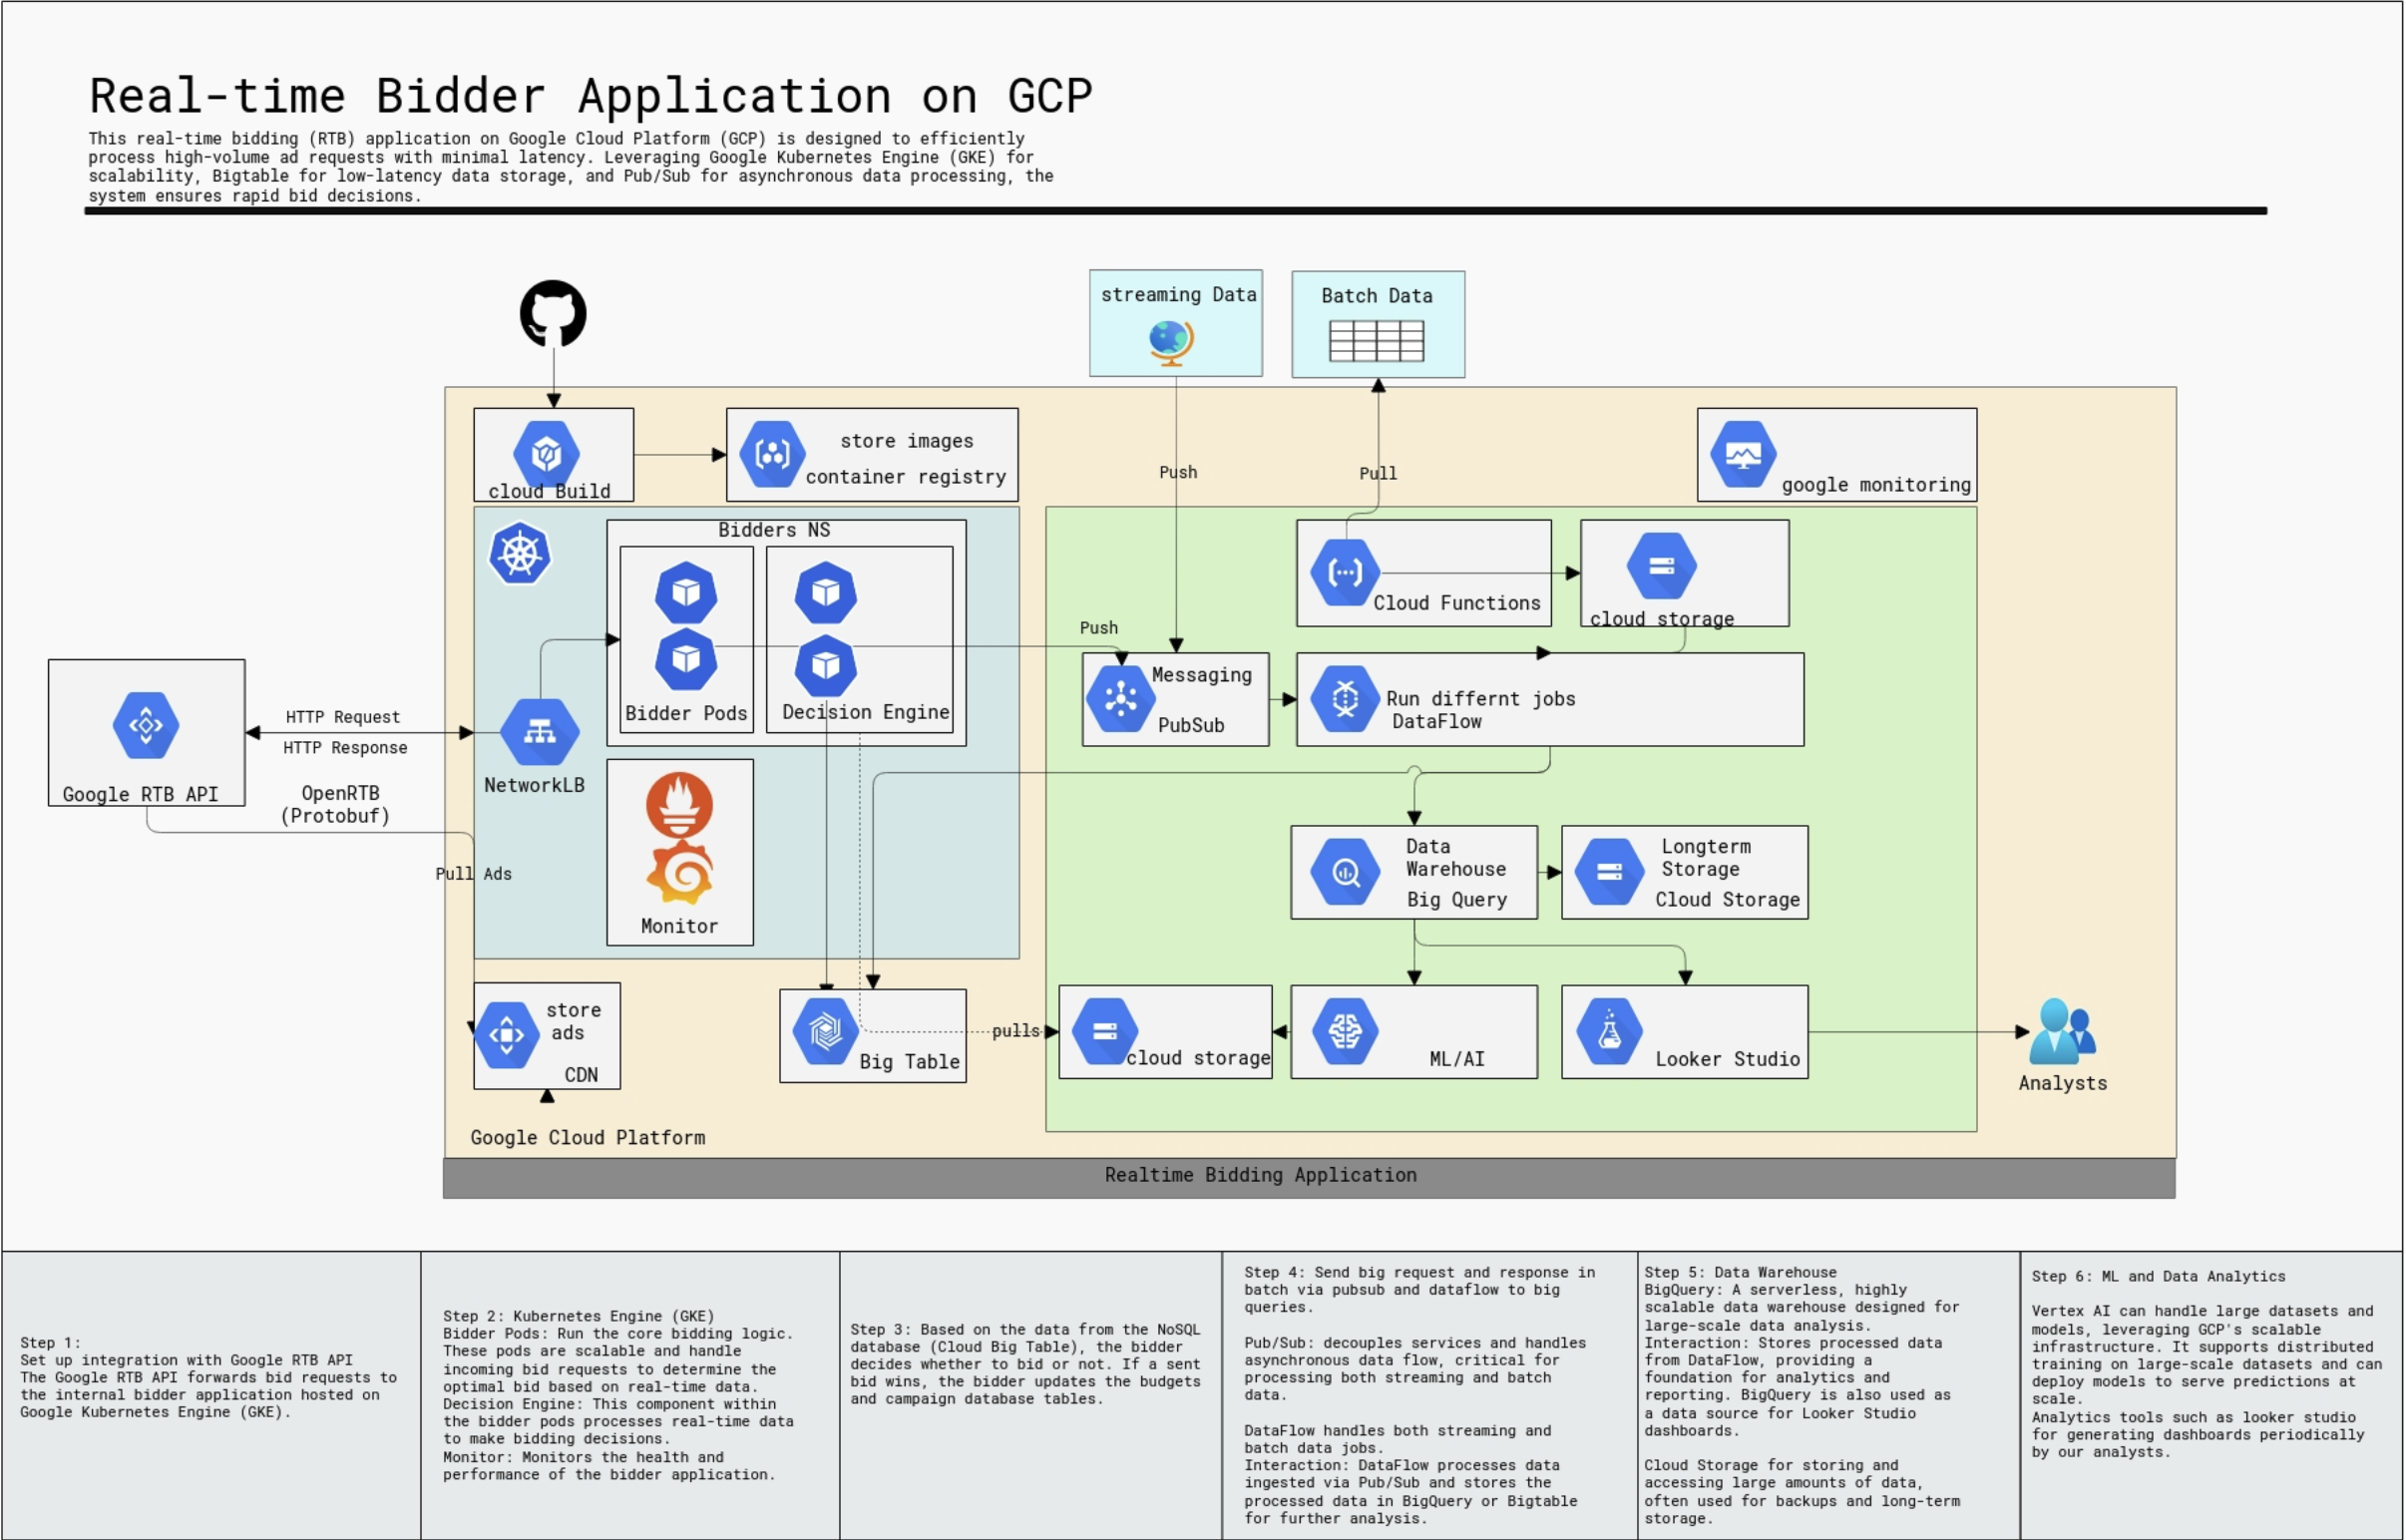 Real-time Bidder Application on GCP
This real-time bidding (RTB) application on Google Cloud Platform (GCP) is designed to efficiently
process high-volume ad requests with minimal latency. Leveraging Google Kubernetes Engine (GKE) for
scalability, Bigtable for low-latency data storage, and Pub/Sub for asynchronous data processing, the
system ensures rapid bid decisions.
streaming Data
Batch Data
cloud Build
store images
container registry
Push
Pull
google monitoring
Bidders NS
Bidder Pods
Decision Engine
Cloud Functions
cloud storage
Push
Messaging
PubSub
Run differnt jobs
DataFlow
Google RTB API
HTTP Request
HTTP Response
OpenRTB
(Protobuf)
NetworkLB
Pull Ads
Monitor
Data
Warehouse
Big Query
Longterm
Storage
Cloud Storage
store
ads
CDN
Big Table
pulls
cloud storage
ML/AI
Looker Studio
Analysts
Google Cloud Platform
Realtime Bidding Application
Step 1:
Set up integration with Google RTB API
The Google RTB API forwards bid requests to
the internal bidder application hosted on
Google Kubernetes Engine (GKE).
Step 2: Kubernetes Engine (GKE)
Bidder Pods: Run the core bidding logic.
These pods are scalable and handle
incoming bid requests to determine the
optimal bid based on real-time data.
Decision Engine: This component within
the bidder pods processes real-time data
to make bidding decisions.
Monitor: Monitors the health and
performance of the bidder application.
Step 3: Based on the data from the NoSQL
database (Cloud Big Table), the bidder
decides whether to bid or not. If a sent
bid wins, the bidder updates the budgets
and campaign database tables.
Step 4: Send big request and response in
batch via pubsub and dataflow to big
queries.
Pub/Sub: decouples services and handles
asynchronous data flow, critical for
processing both streaming and batch
data.
DataFlow handles both streaming and
batch data jobs.
Interaction: DataFlow processes data
ingested via Pub/Sub and stores the
processed data in BigQuery or Bigtable
for further analysis.
Step 5: Data Warehouse
BigQuery: A serverless, highly
scalable data warehouse designed for
large-scale data analysis.
Interaction: Stores processed data
from DataFlow, providing a
foundation for analytics and
reporting. BigQuery is also used as
a data source for Looker Studio
dashboards.
Cloud Storage for storing and
accessing large amounts of data,
often used for backups and long-term
storage.
Step 6: ML and Data Analytics
Vertex AI can handle large datasets and
models, leveraging GCP's scalable
infrastructure. It supports distributed
training on large-scale datasets and can
deploy models to serve predictions at
scale.
Analytics tools such as looker studio
for generating dashboards periodically
by our analysts.